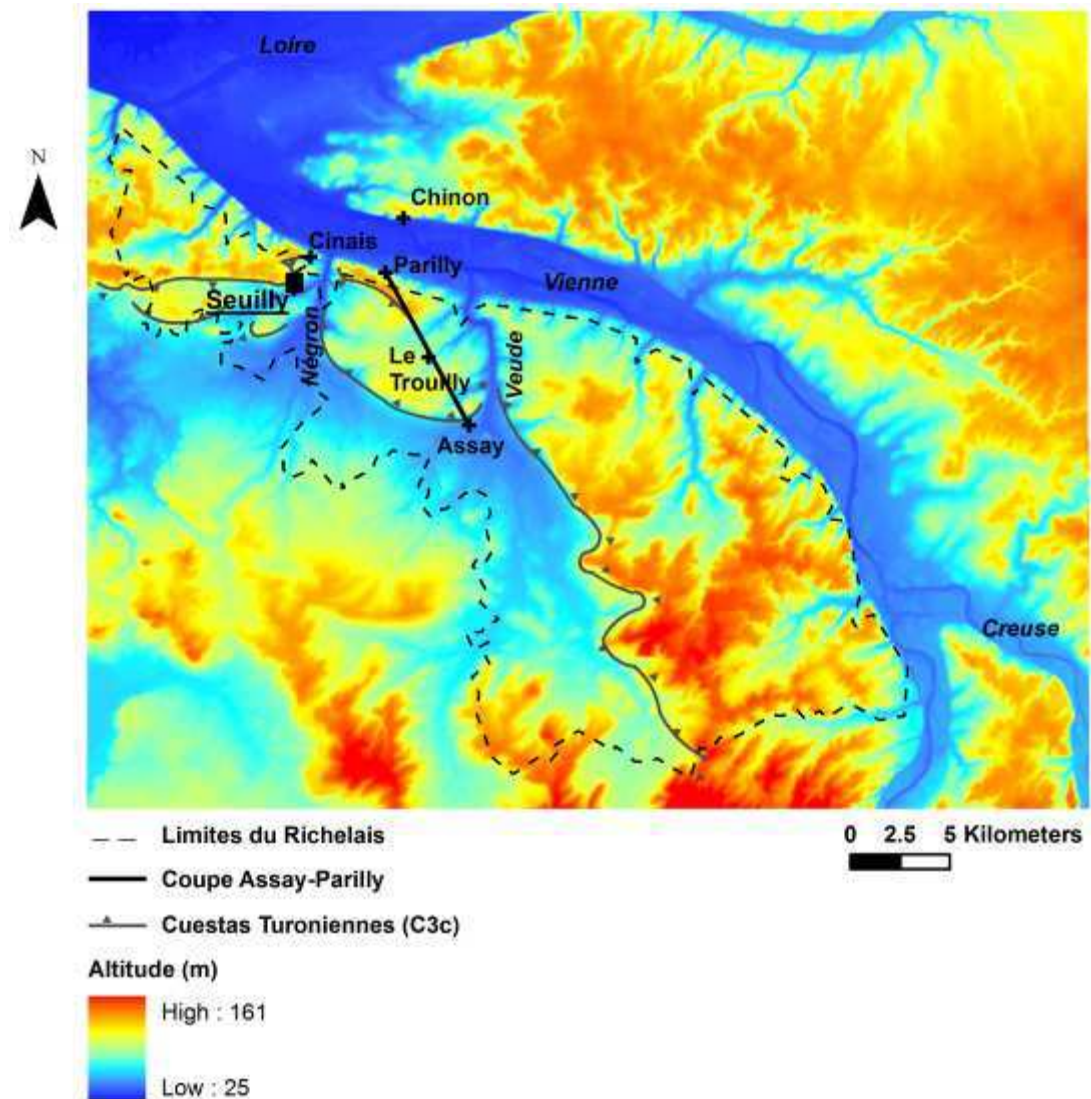 Loire
N
Chinon
Cinais
Parilly
Vienne
Seuilly
Négron
Le
Trouilly
Veude
Assay
Creuse
Limites du Richelais
0 2.5 5 Kilometers
Coupe Assay-Parilly
Cuestas Turoniennes (C3c)
Altitude (m)
High : 161
Low : 25